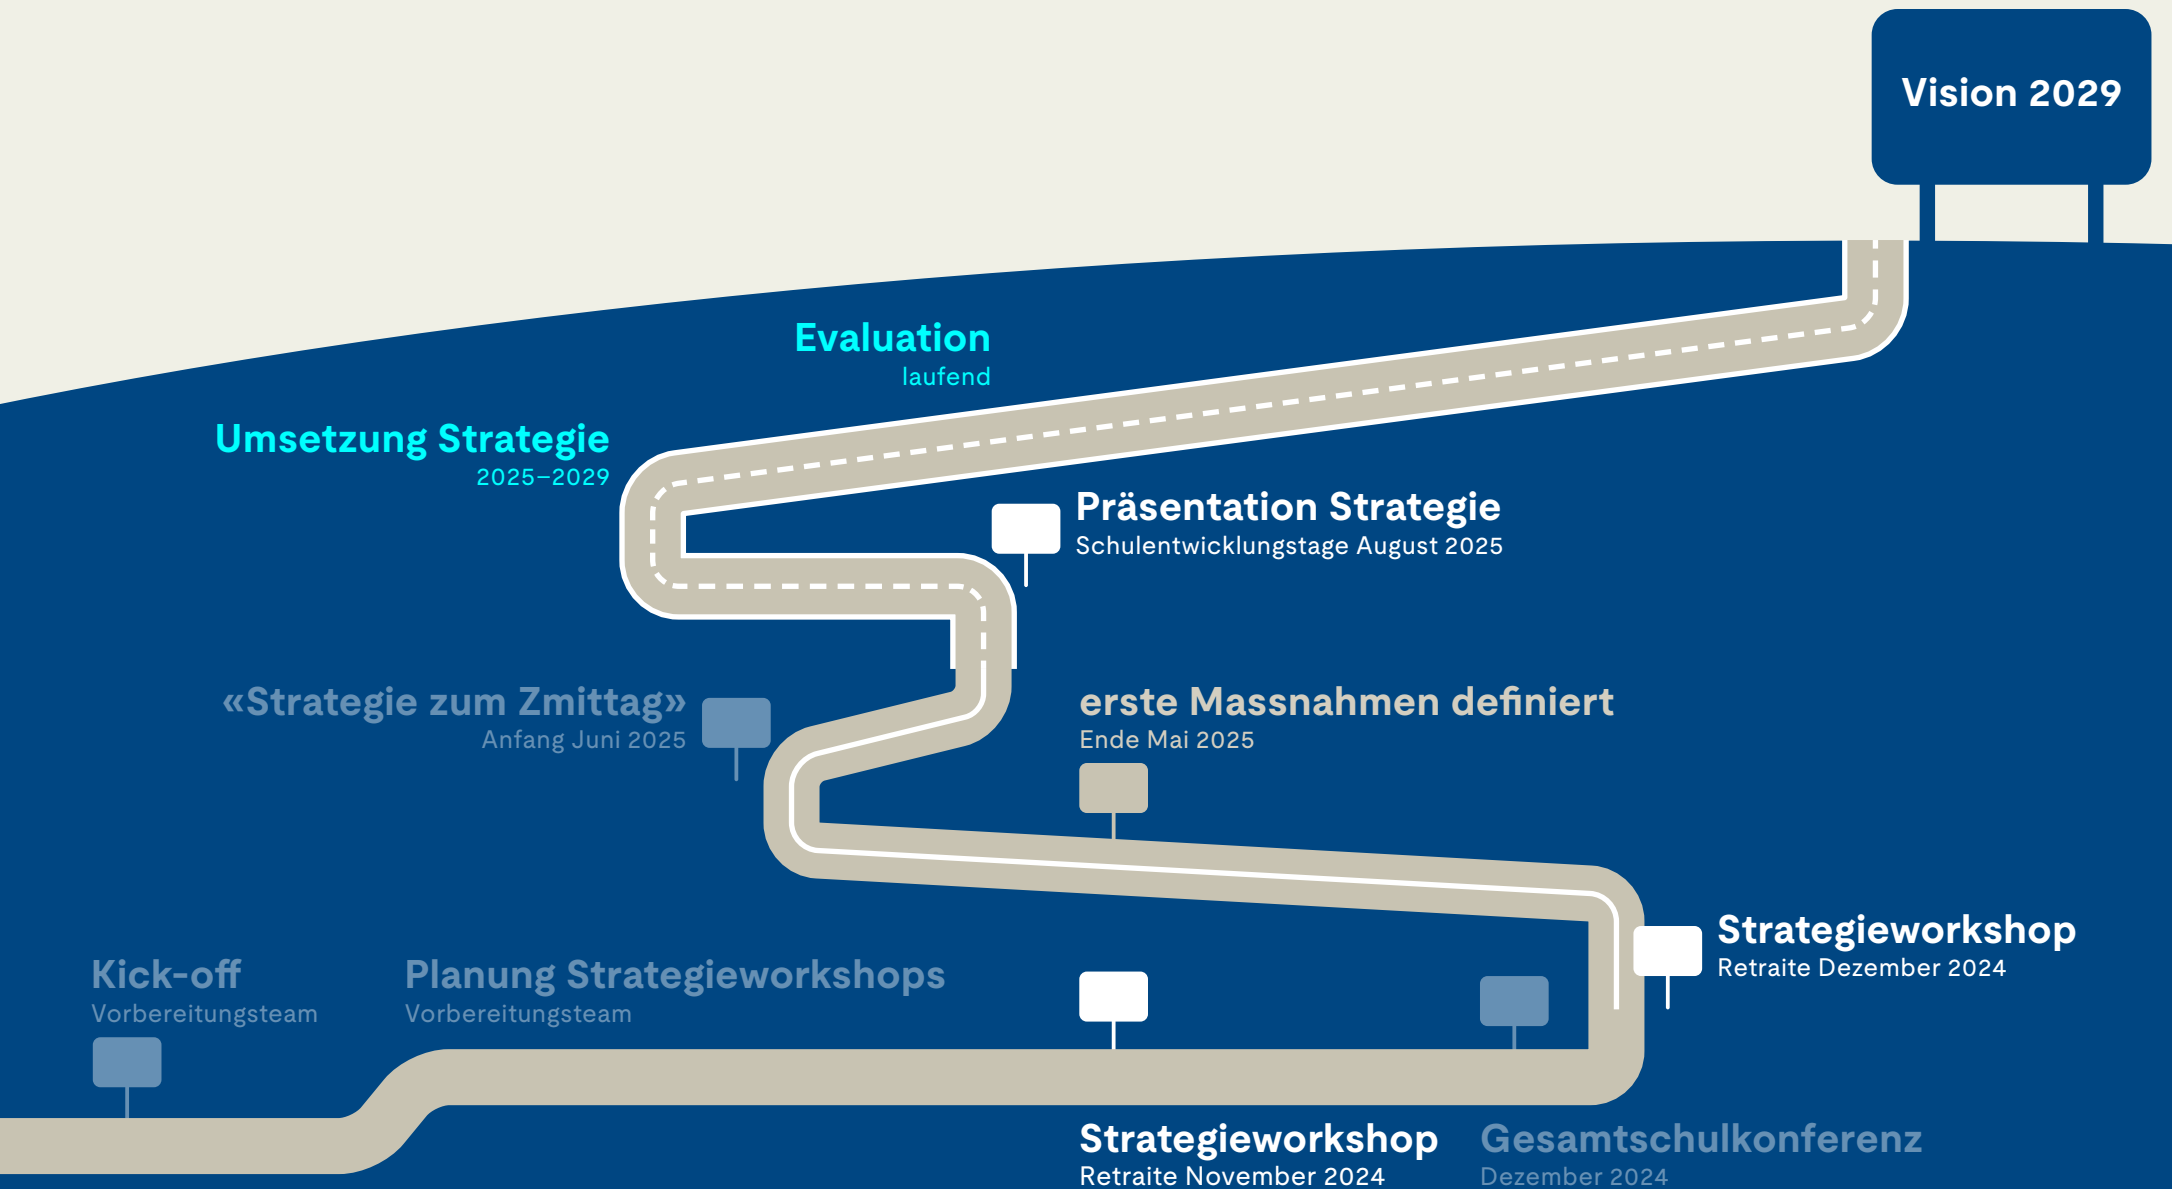 Vision 2029
Evaluation
laufend
Umsetzung Strategie
2025–2029
Präsentation Strategie
Schulentwicklungstage August 2025
«Strategie zum Zmittag»
Anfang Juni 2025
erste Massnahmen definiert
Ende Mai 2025
Strategieworkshop
Retraite Dezember 2024
Kick-off
Vorbereitungsteam
Planung Strategieworkshops
Vorbereitungsteam
Strategieworkshop
Retraite November 2024
Gesamtschulkonferenz
Dezember 2024